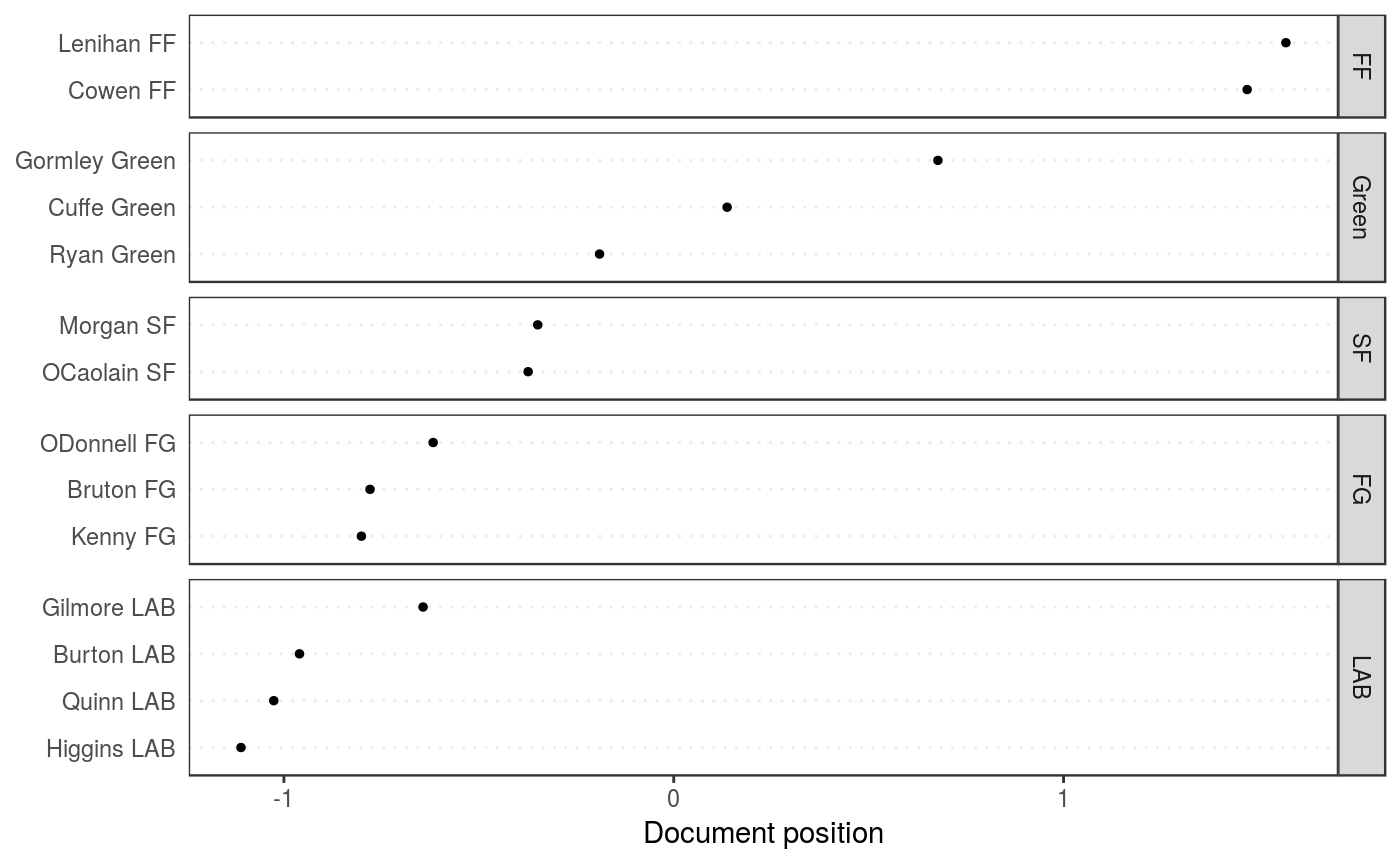 Lenihan FF
Cowen FF
FF
Gormley Green
Cuffe Green
Ryan Green
Green
Morgan SF
OCaolain SF
SF
ODonnell FG
Bruton FG
Kenny FG
FG
Gilmore LAB
Burton LAB
Quinn LAB
Higgins LAB
LAB
-1 0 1
Document position